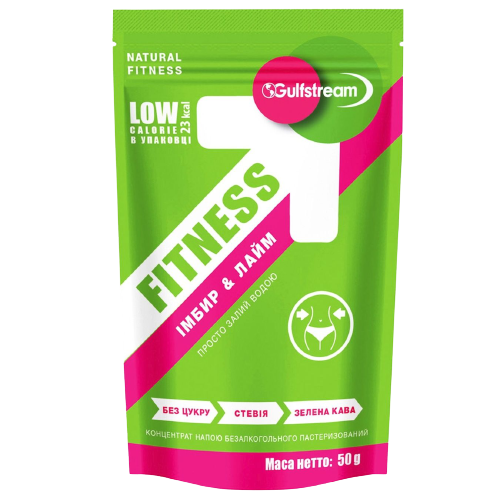 NATURAL
FITNESS
Gulfstream
LOW
CALORIE
В УПАКОВЦІ
23 kcal
FITNESS
ІМБИР & ЛАЙМ
ПРОСТО ЗАЛИЙ ВОДОЮ
БЕЗ ЦУКРУ
СТЕВІЯ
ЗЕЛЕНА КАВА
КОНЦЕНТРАТ НАПОЮ БЕЗАЛКОГОЛЬНОГО ПАСТЕРИЗОВАНИЙ
Маса нетто: 50 g